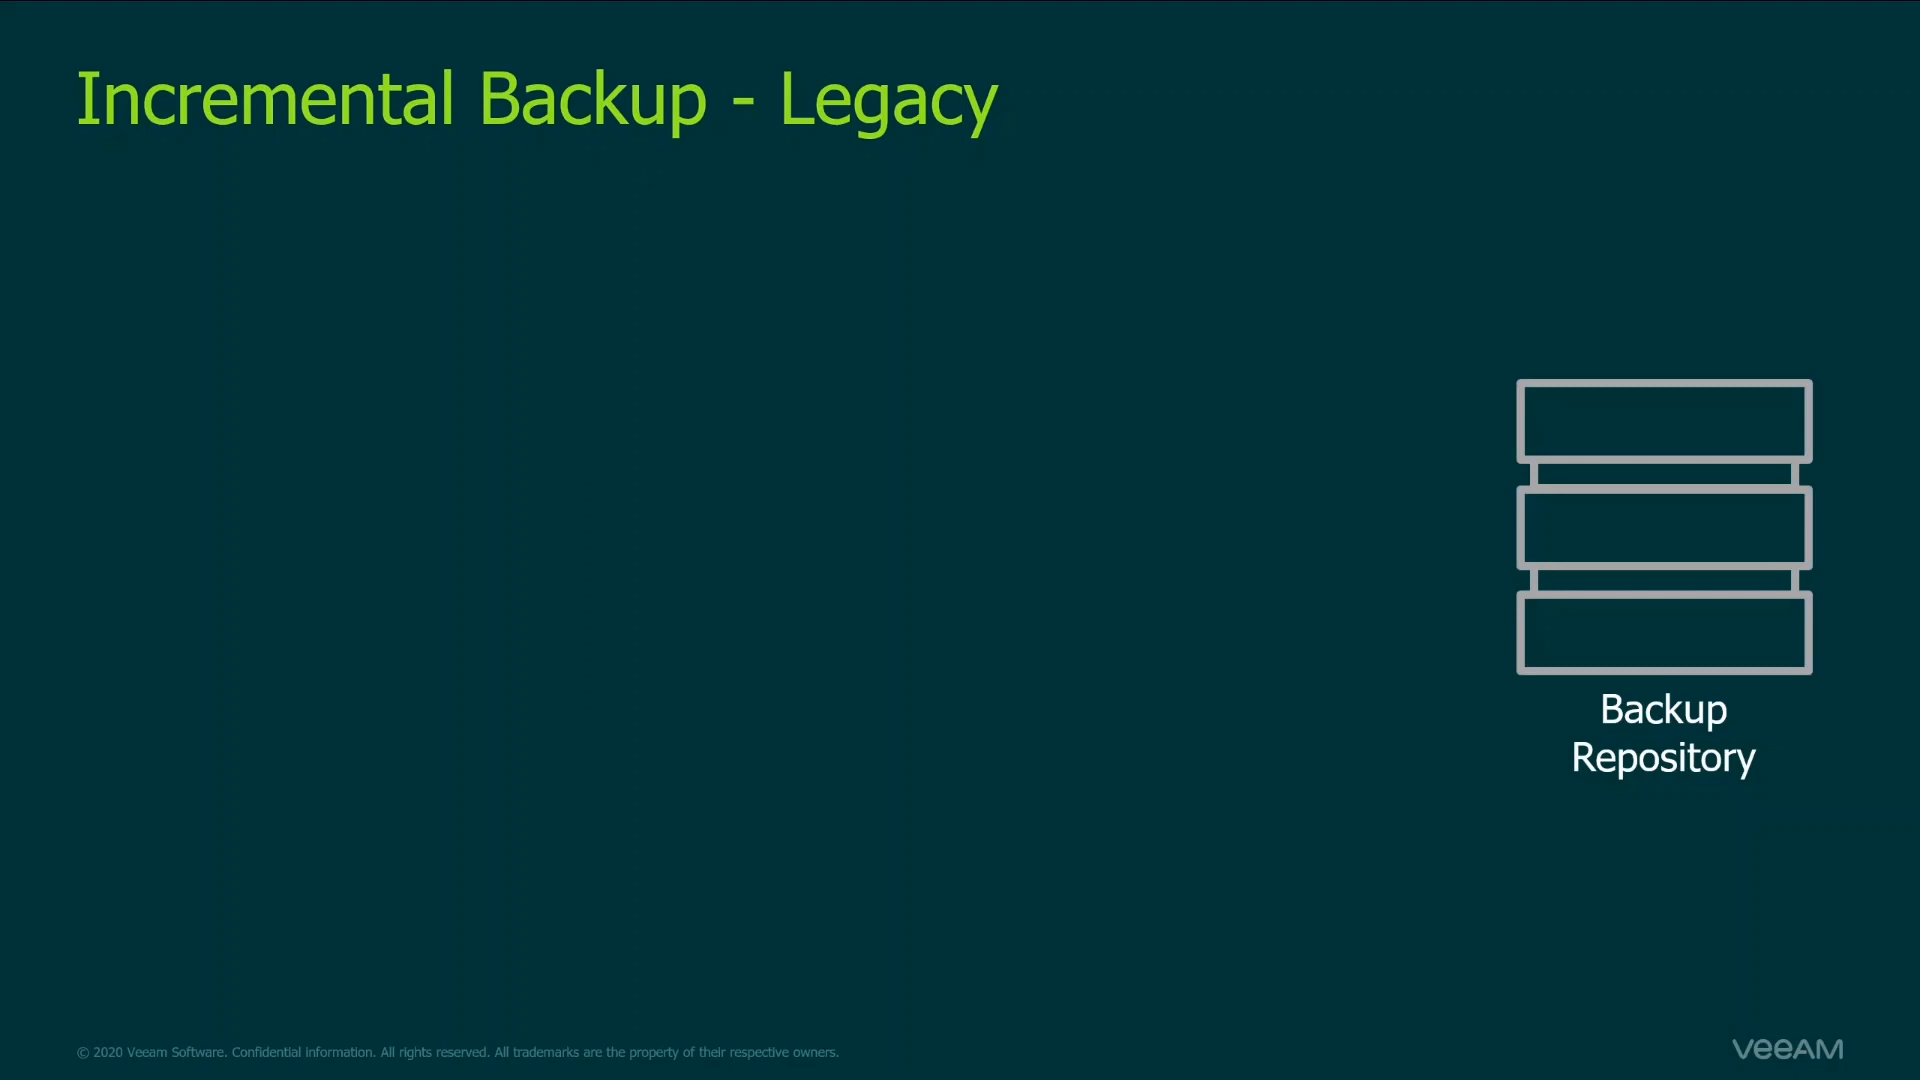 Incremental Backup - Legacy
Backup
Repository
© 2020 Veeam Software. Confidential information. All rights reserved. All trademarks are the property of their respective owners.
VEEAM